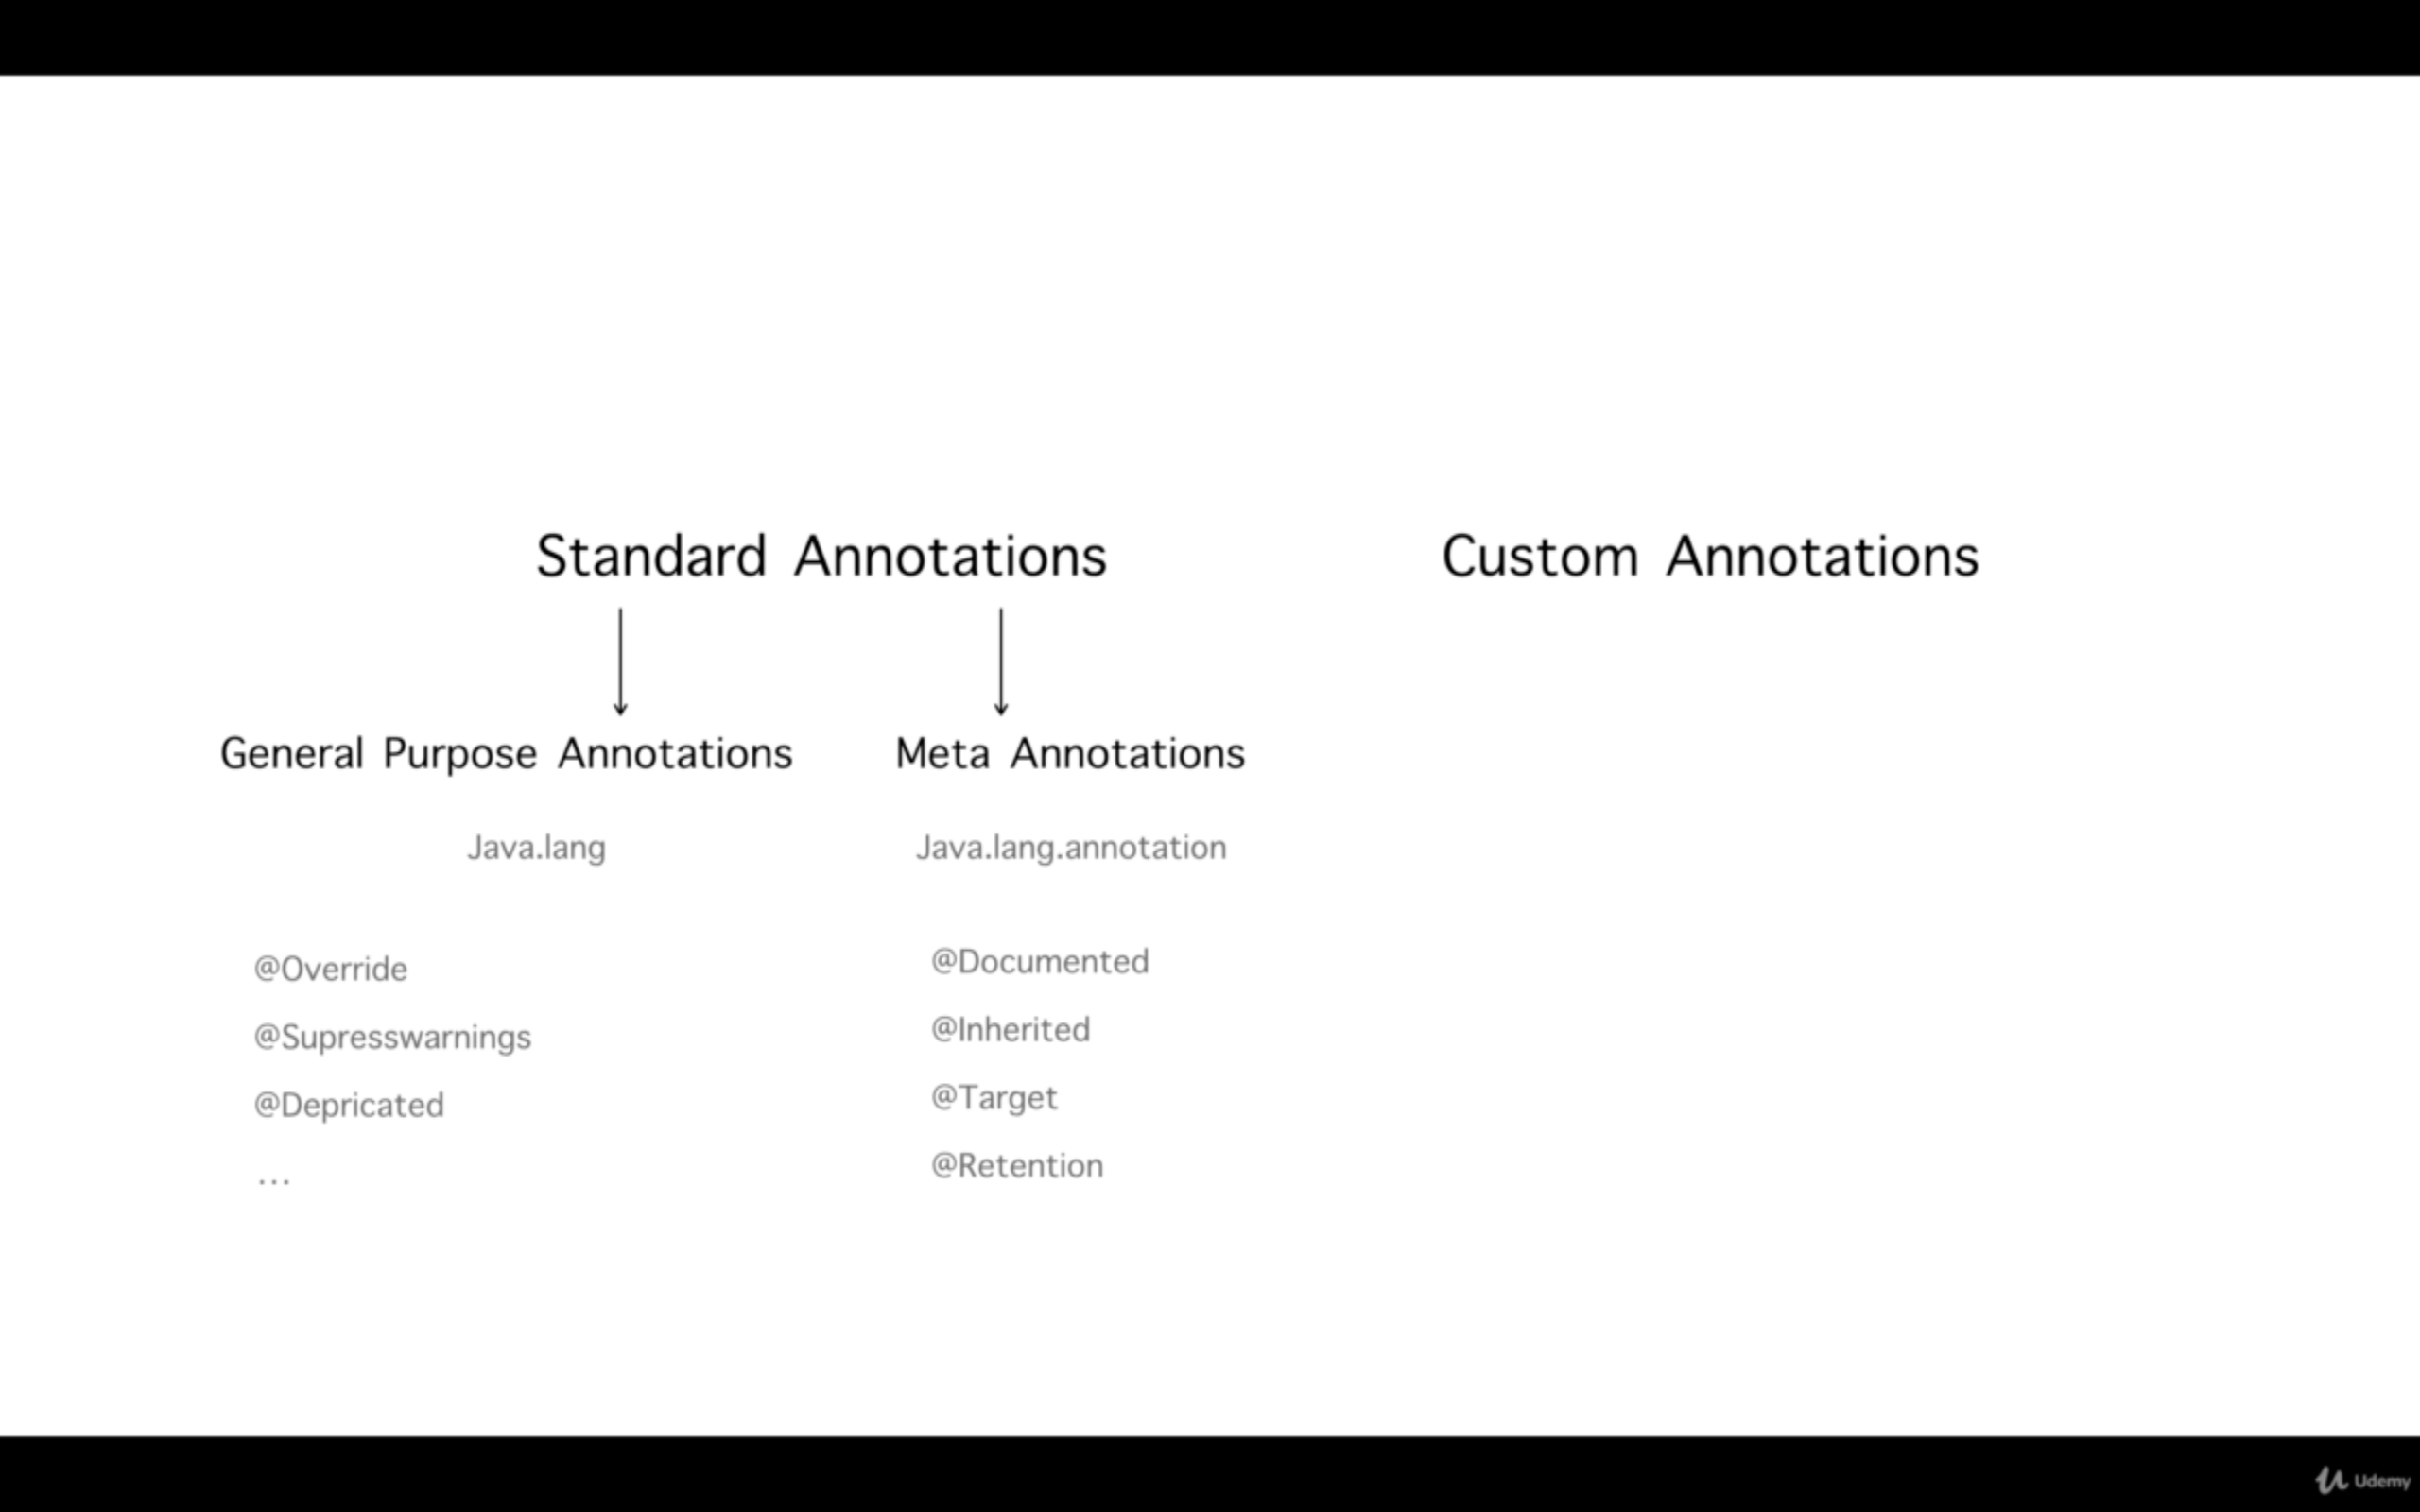 Standard Annotations
Custom Annotations
General Purpose Annotations
Meta Annotations
Java.lang
Java.lang.annotation
@Override
@Supresswarnings
@Depricated
...
@Documented
@Inherited
@Target
@Retention
Udemy